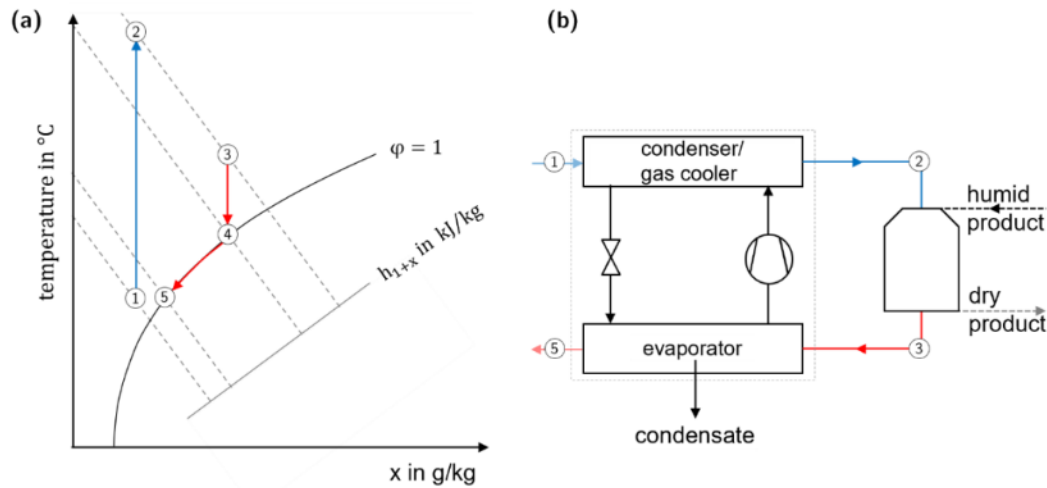 (a)
2
temperature in °C
3
φ = 1
4
h₁₊ₓ in kJ/kg
1
5
x in g/kg
(b)
1
condenser/
gas cooler
2
humid
product
dry
product
5
evaporator
3
condensate